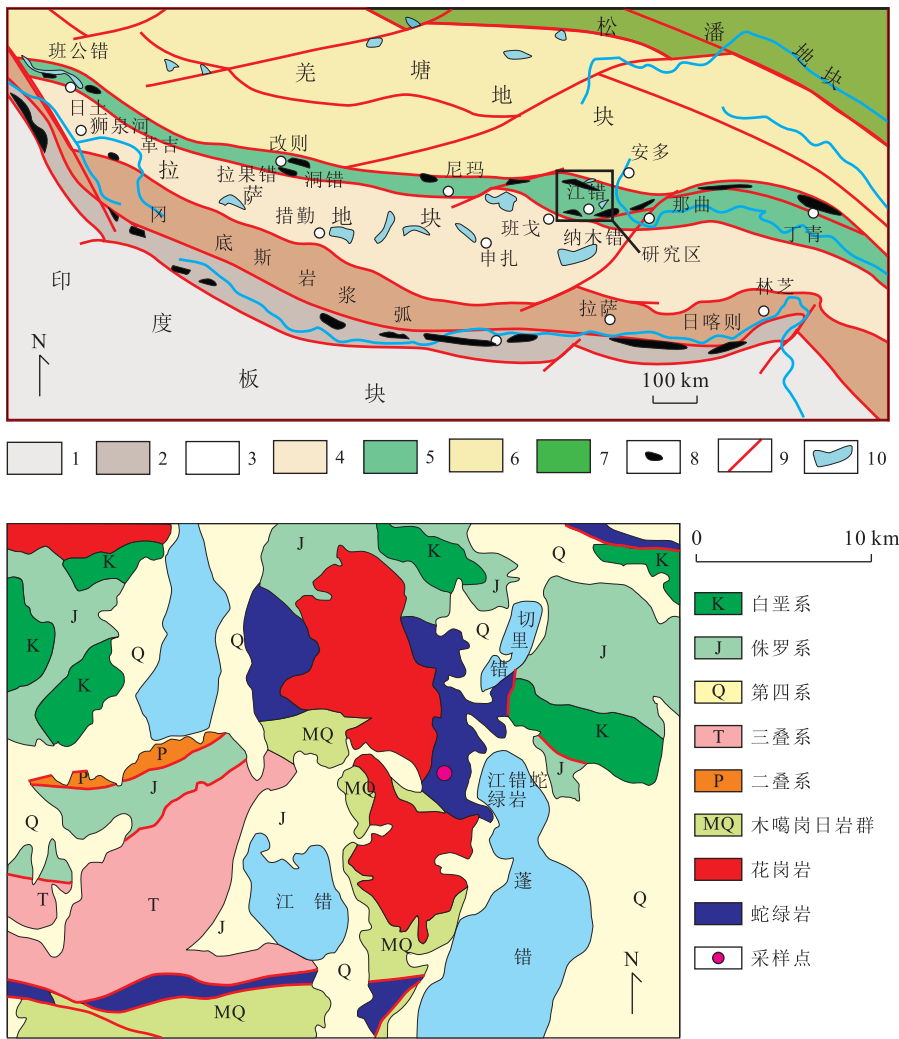 松 潘 地块
班公错
羌 塘 地 块
日土
狮泉河
革吉
改则
安多
拉果错
洞错
尼玛
江错
拉 萨 地 块
措勤
班戈
那曲
丁青
申扎
纳木错
研究区
冈 底 斯 岩 浆 弧
林芝
拉萨
日喀则
印 度 板 块
N
100 km
1
2
3
4
5
6
7
8
9
10
0
10 km
J
K
Q
K
K
J
J
K
Q
Q
Q
切里错
J
K
K
MQ
P
P
J
J
江错蛇
绿岩
MQ
Q
J
T
T
江 错
J
蓬
错
Q
MQ
Q
MQ
N
K 白垩系
J 侏罗系
Q 第四系
T 三叠系
P 二叠系
MQ 木噶岗日岩群
花岗岩
蛇绿岩
采样点